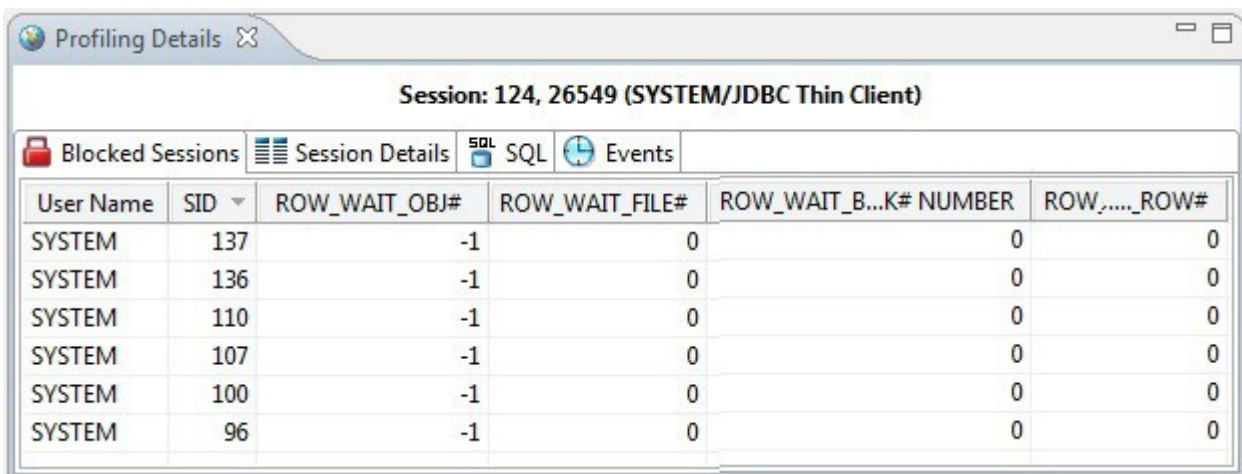 Profiling Details
Session: 124, 26549 (SYSTEM/JDBC Thin Client)
Blocked Sessions Session Details SQL SQL Events
User Name SID ROW_WAIT_OBJ# ROW_WAIT_FILE# ROW_WAIT_B...K# NUMBER ROW,....._ROW#
SYSTEM 137 -1 0 0 0
SYSTEM 136 -1 0 0 0
SYSTEM 110 -1 0 0 0
SYSTEM 107 -1 0 0 0
SYSTEM 100 -1 0 0 0
SYSTEM 96 -1 0 0 0